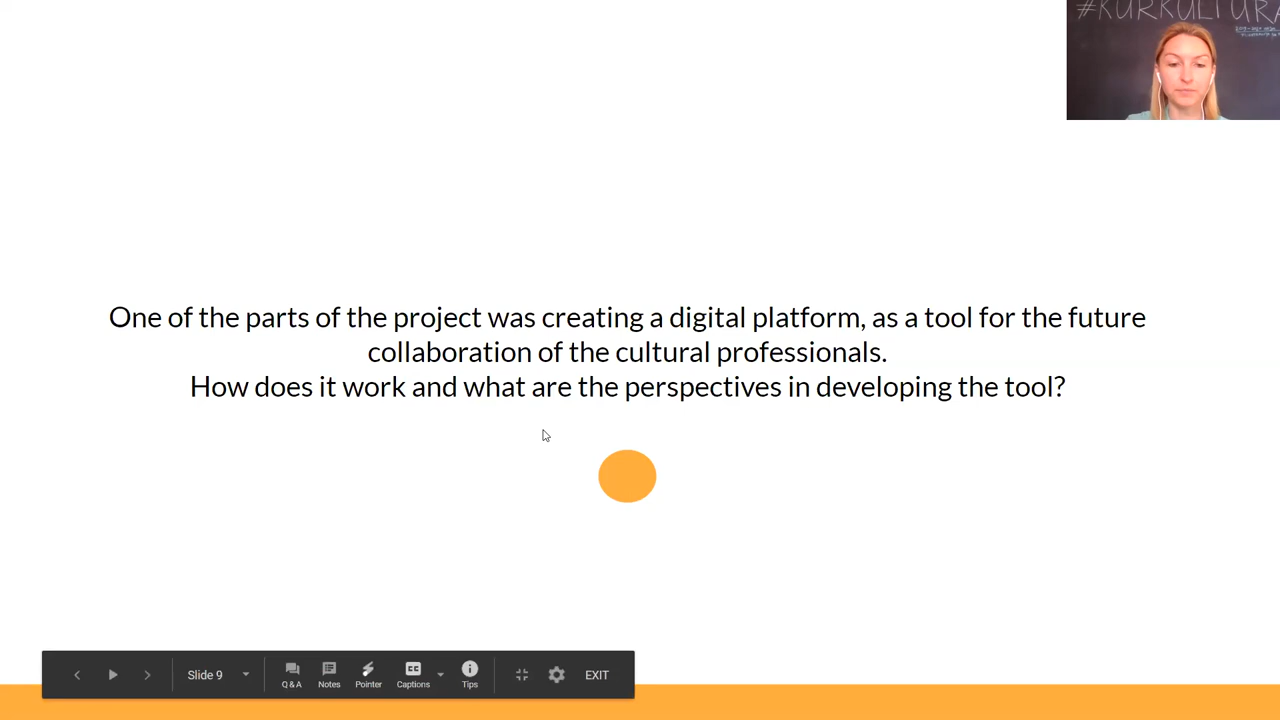 #KURKULTURA
One of the parts of the project was creating a digital platform, as a tool for the future
collaboration of the cultural professionals.
How does it work and what are the perspectives in developing the tool?
Slide 9
Q & A
Notes
Pointer
CC
Captions
Tips
EXIT